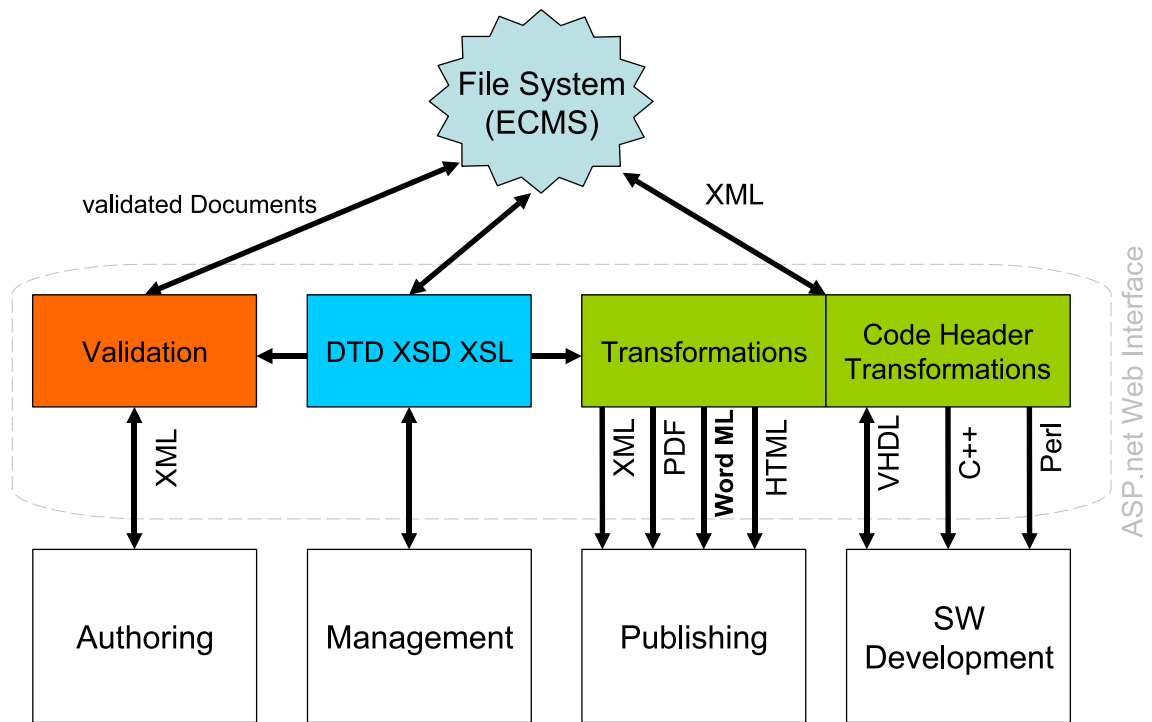 File System
(ECMS)
validated Documents
XML
ASP.net Web Interface
Validation
DTD XSD XSL
Transformations
Code Header
Transformations
XML
XML
PDF
Word ML
HTML
VHDL
C++
Perl
Authoring
Management
Publishing
SW
Development